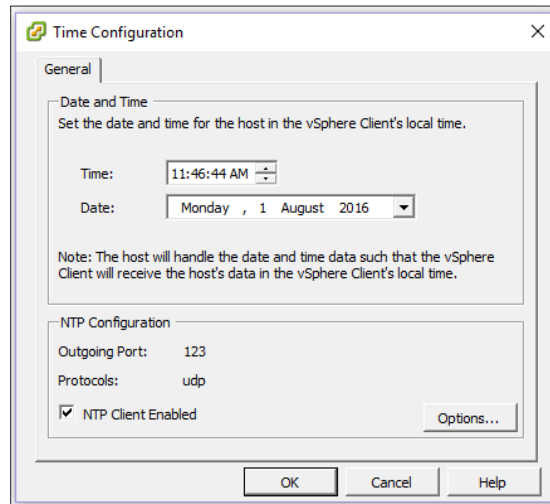 Time Configuration
General
Date and Time
Set the date and time for the host in the vSphere Client's local time.
Time: 11:46:44 AM
Date: Monday , 1 August 2016
Note: The host will handle the date and time data such that the vSphere
Client will receive the host's data in the vSphere Client's local time.
NTP Configuration
Outgoing Port: 123
Protocols: udp
NTP Client Enabled
Options...
OK Cancel Help